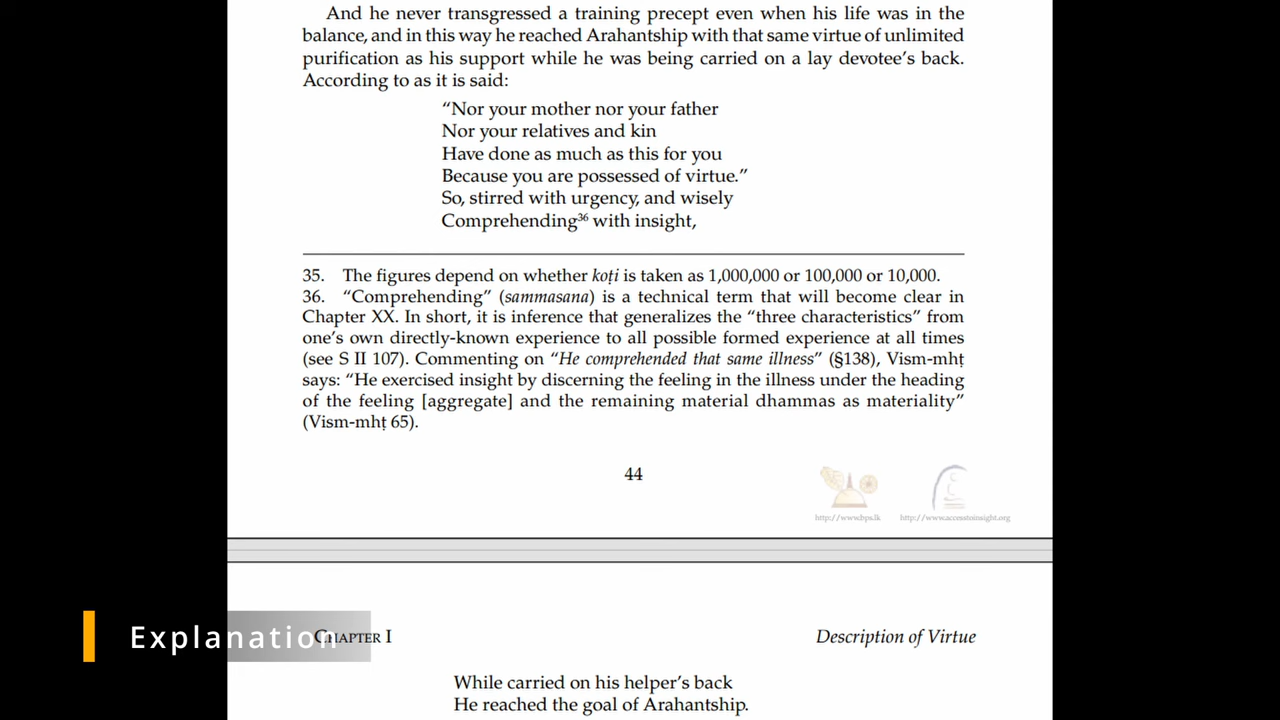 And he never transgressed a training precept even when his life was in the
balance, and in this way he reached Arahantship with that same virtue of unlimited
purification as his support while he was being carried on a lay devotee's back.
According to as it is said:
“Nor your mother nor your father
Nor your relatives and kin
Have done as much as this for you
Because you are possessed of virtue.”
So, stirred with urgency, and wisely
Comprehending³⁶ with insight,
35. The figures depend on whether koṭi is taken as 1,000,000 or 100,000 or 10,000.
36. “Comprehending” (sammasana) is a technical term that will become clear in
Chapter XX. In short, it is inference that generalizes the “three characteristics” from
one's own directly-known experience to all possible formed experience at all times
(see S II 107). Commenting on “He comprehended that same illness” (§138), Vism-mhṭ
says: “He exercised insight by discerning the feeling in the illness under the heading
of the feeling [aggregate] and the remaining material dhammas as materiality”
(Vism-mhṭ 65).
44
http://www.bps.lk http://www.accesstoinsight.org
Explanation
CHAPTER I Description of Virtue
While carried on his helper's back
He reached the goal of Arahantship.